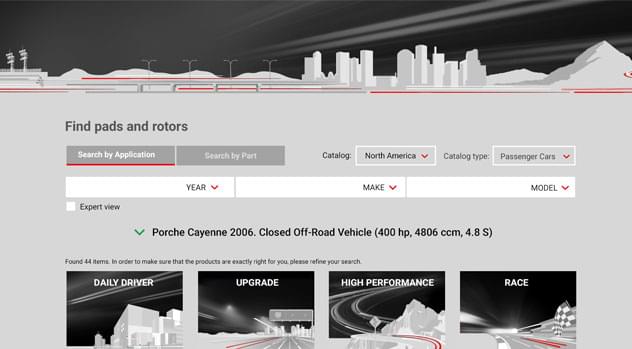 Find pads and rotors
Search by Application
Search by Part
Catalog:
North America
Catalog type:
Passenger Cars
YEAR
MAKE
MODEL
Expert view
Porche Cayenne 2006. Closed Off-Road Vehicle (400 hp, 4806 ccm, 4.8 S)
Found 44 items. In order to make sure that the products are exactly right for you, please refine your search.
DAILY DRIVER
UPGRADE
HIGH PERFORMANCE
RACE